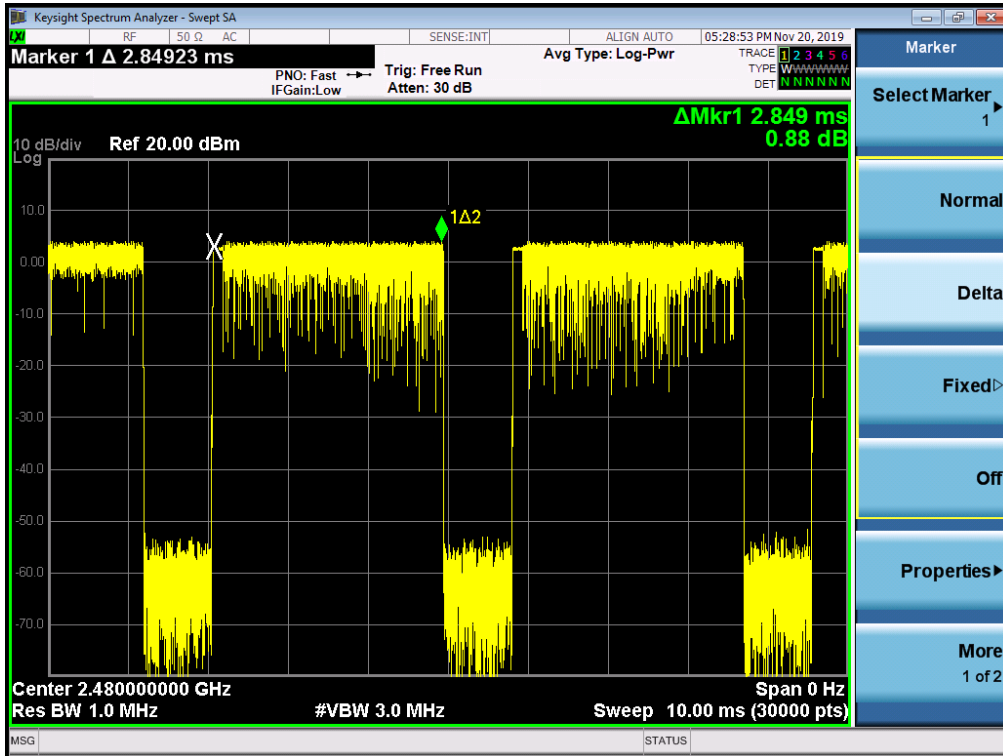 Keysight Spectrum Analyzer - Swept SA
LXI RF 50 Ω AC SENSE:INT ALIGN AUTO 05:28:53 PM Nov 20, 2019
Marker 1 Δ 2.84923 ms
PNO: Fast
IFGain:Low
Trig: Free Run
Atten: 30 dB
Avg Type: Log-Pwr
TRACE 1 2 3 4 5 6
TYPE WWWWWW
DET N N N N N N
ΔMkr1 2.849 ms
0.88 dB
10 dB/div Ref 20.00 dBm
Log
1Δ2
10.0
0.00
-10.0
-20.0
-30.0
-40.0
-50.0
-60.0
-70.0
Center 2.480000000 GHz Span 0 Hz
Res BW 1.0 MHz #VBW 3.0 MHz Sweep 10.00 ms (30000 pts)
MSG STATUS
Marker
Select Marker
1
Normal
Delta
Fixed
Off
Properties
More
1 of 2